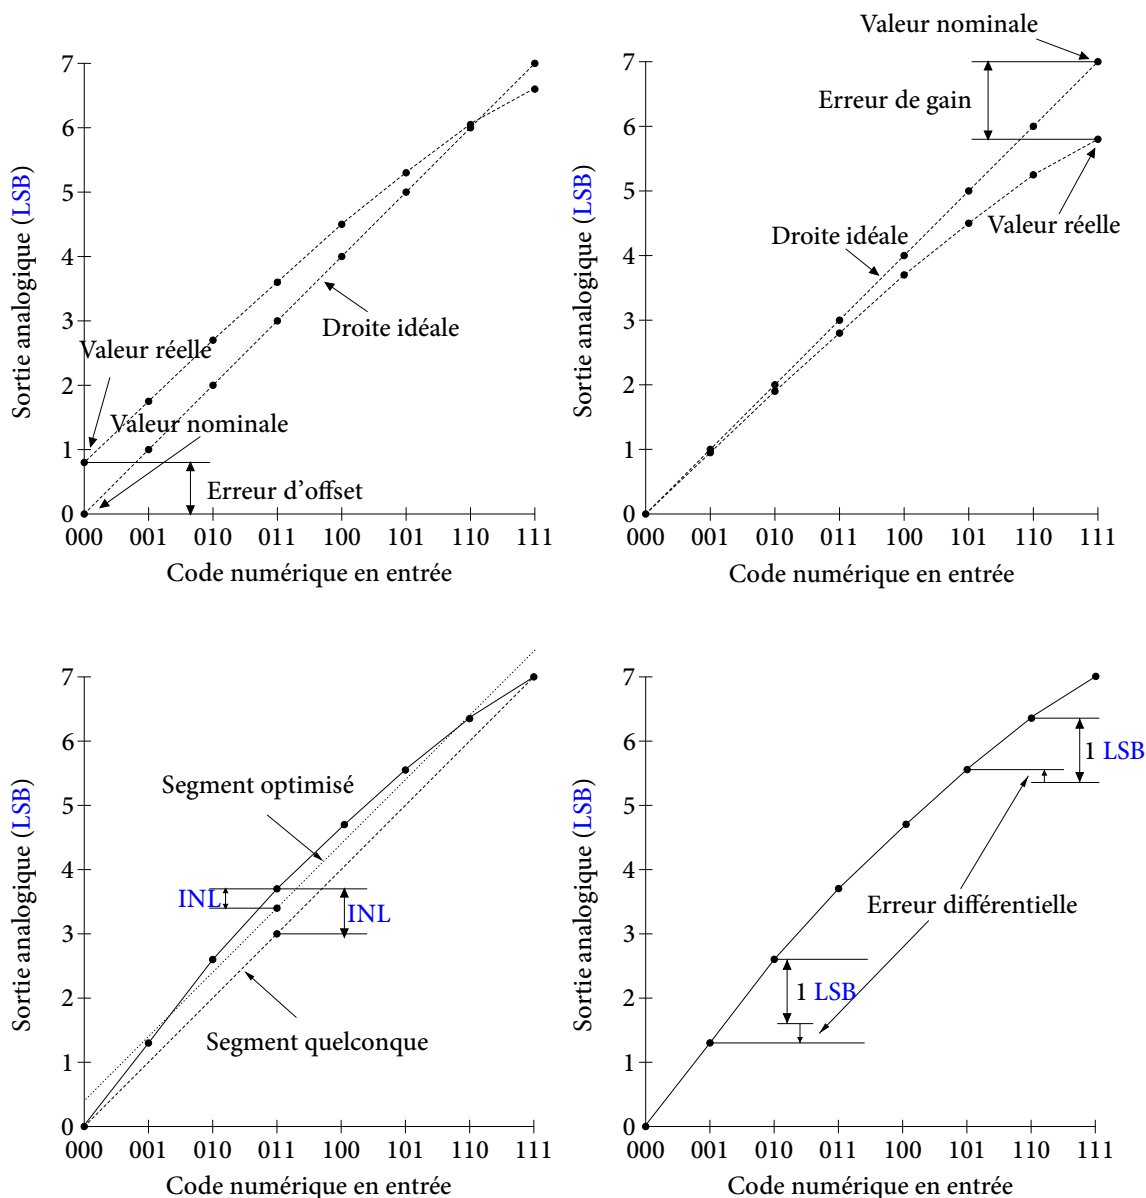 7
6
5
4
3
2
1
0
Sortie analogique (LSB)
Valeur réelle
Valeur nominale
Droite idéale
Erreur d'offset
000 001 010 011 100 101 110 111
Code numérique en entrée
Valeur nominale
7
6
5
4
3
2
1
0
Sortie analogique (LSB)
Erreur de gain
Valeur réelle
Droite idéale
000 001 010 011 100 101 110 111
Code numérique en entrée
7
6
5
4
3
2
1
0
Sortie analogique (LSB)
Segment optimisé
INL
INL
Segment quelconque
000 001 010 011 100 101 110 111
Code numérique en entrée
7
6
5
4
3
2
1
0
Sortie analogique (LSB)
1 LSB
Erreur différentielle
1 LSB
000 001 010 011 100 101 110 111
Code numérique en entrée